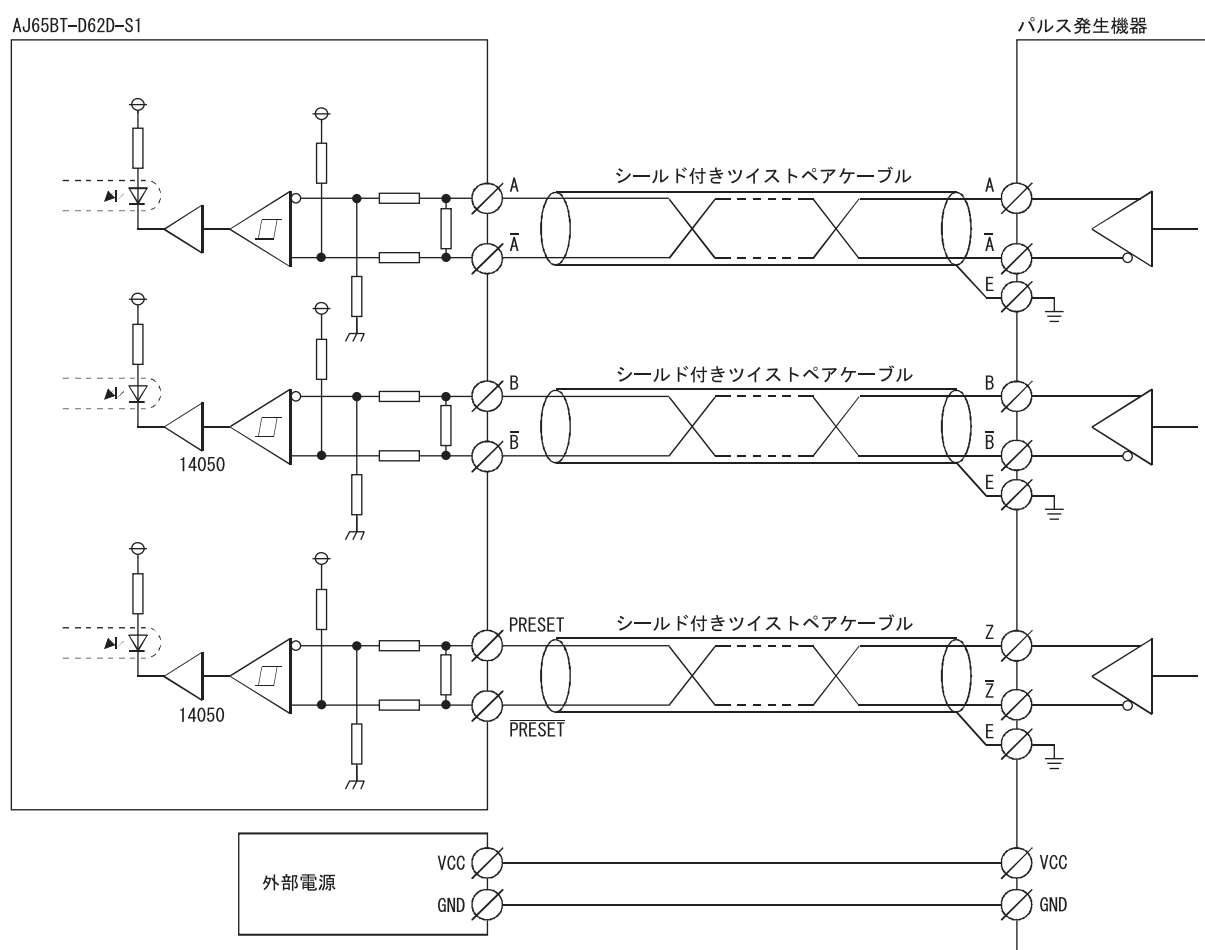 AJ65BT-D62D-S1
パルス発生機器
シールド付きツイストペアケーブル
A
A̅
A
A̅
E
シールド付きツイストペアケーブル
B
B̅
14050
B
B̅
E
シールド付きツイストペアケーブル
PRESET
P̅R̅E̅S̅E̅T̅
14050
Z
Z̅
E
外部電源
VCC
GND
VCC
GND